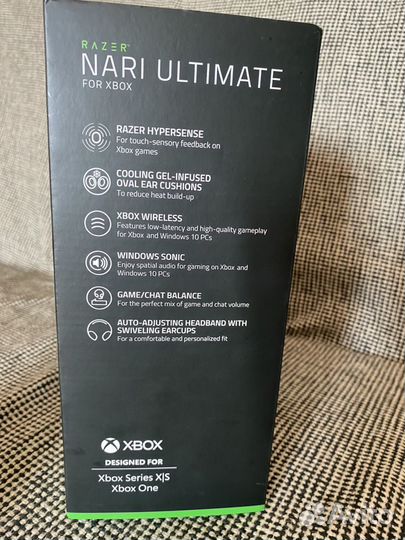 RAZER™
NARI ULTIMATE
FOR XBOX
RAZER HYPERSENSE
For touch-sensory feedback on
Xbox games
COOLING GEL-INFUSED
OVAL EAR CUSHIONS
To reduce heat build-up
XBOX WIRELESS
Features low-latency and high-quality gameplay
for Xbox and Windows 10 PCs
WINDOWS SONIC
Enjoy spatial audio for gaming on Xbox and
Windows 10 PCs
GAME/CHAT BALANCE
For the perfect mix of game and chat volume
AUTO-ADJUSTING HEADBAND WITH
SWIVELING EARCUPS
For a comfortable and personalized fit
XBOX
DESIGNED FOR
Xbox Series X|S
Xbox One
Avito